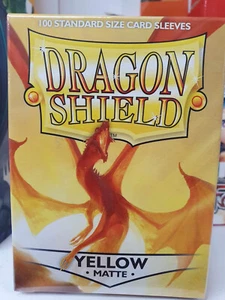 100 STANDARD SIZE CARD SLEEVES
DRAGON
SHIELD
YELLOW
• MATTE •